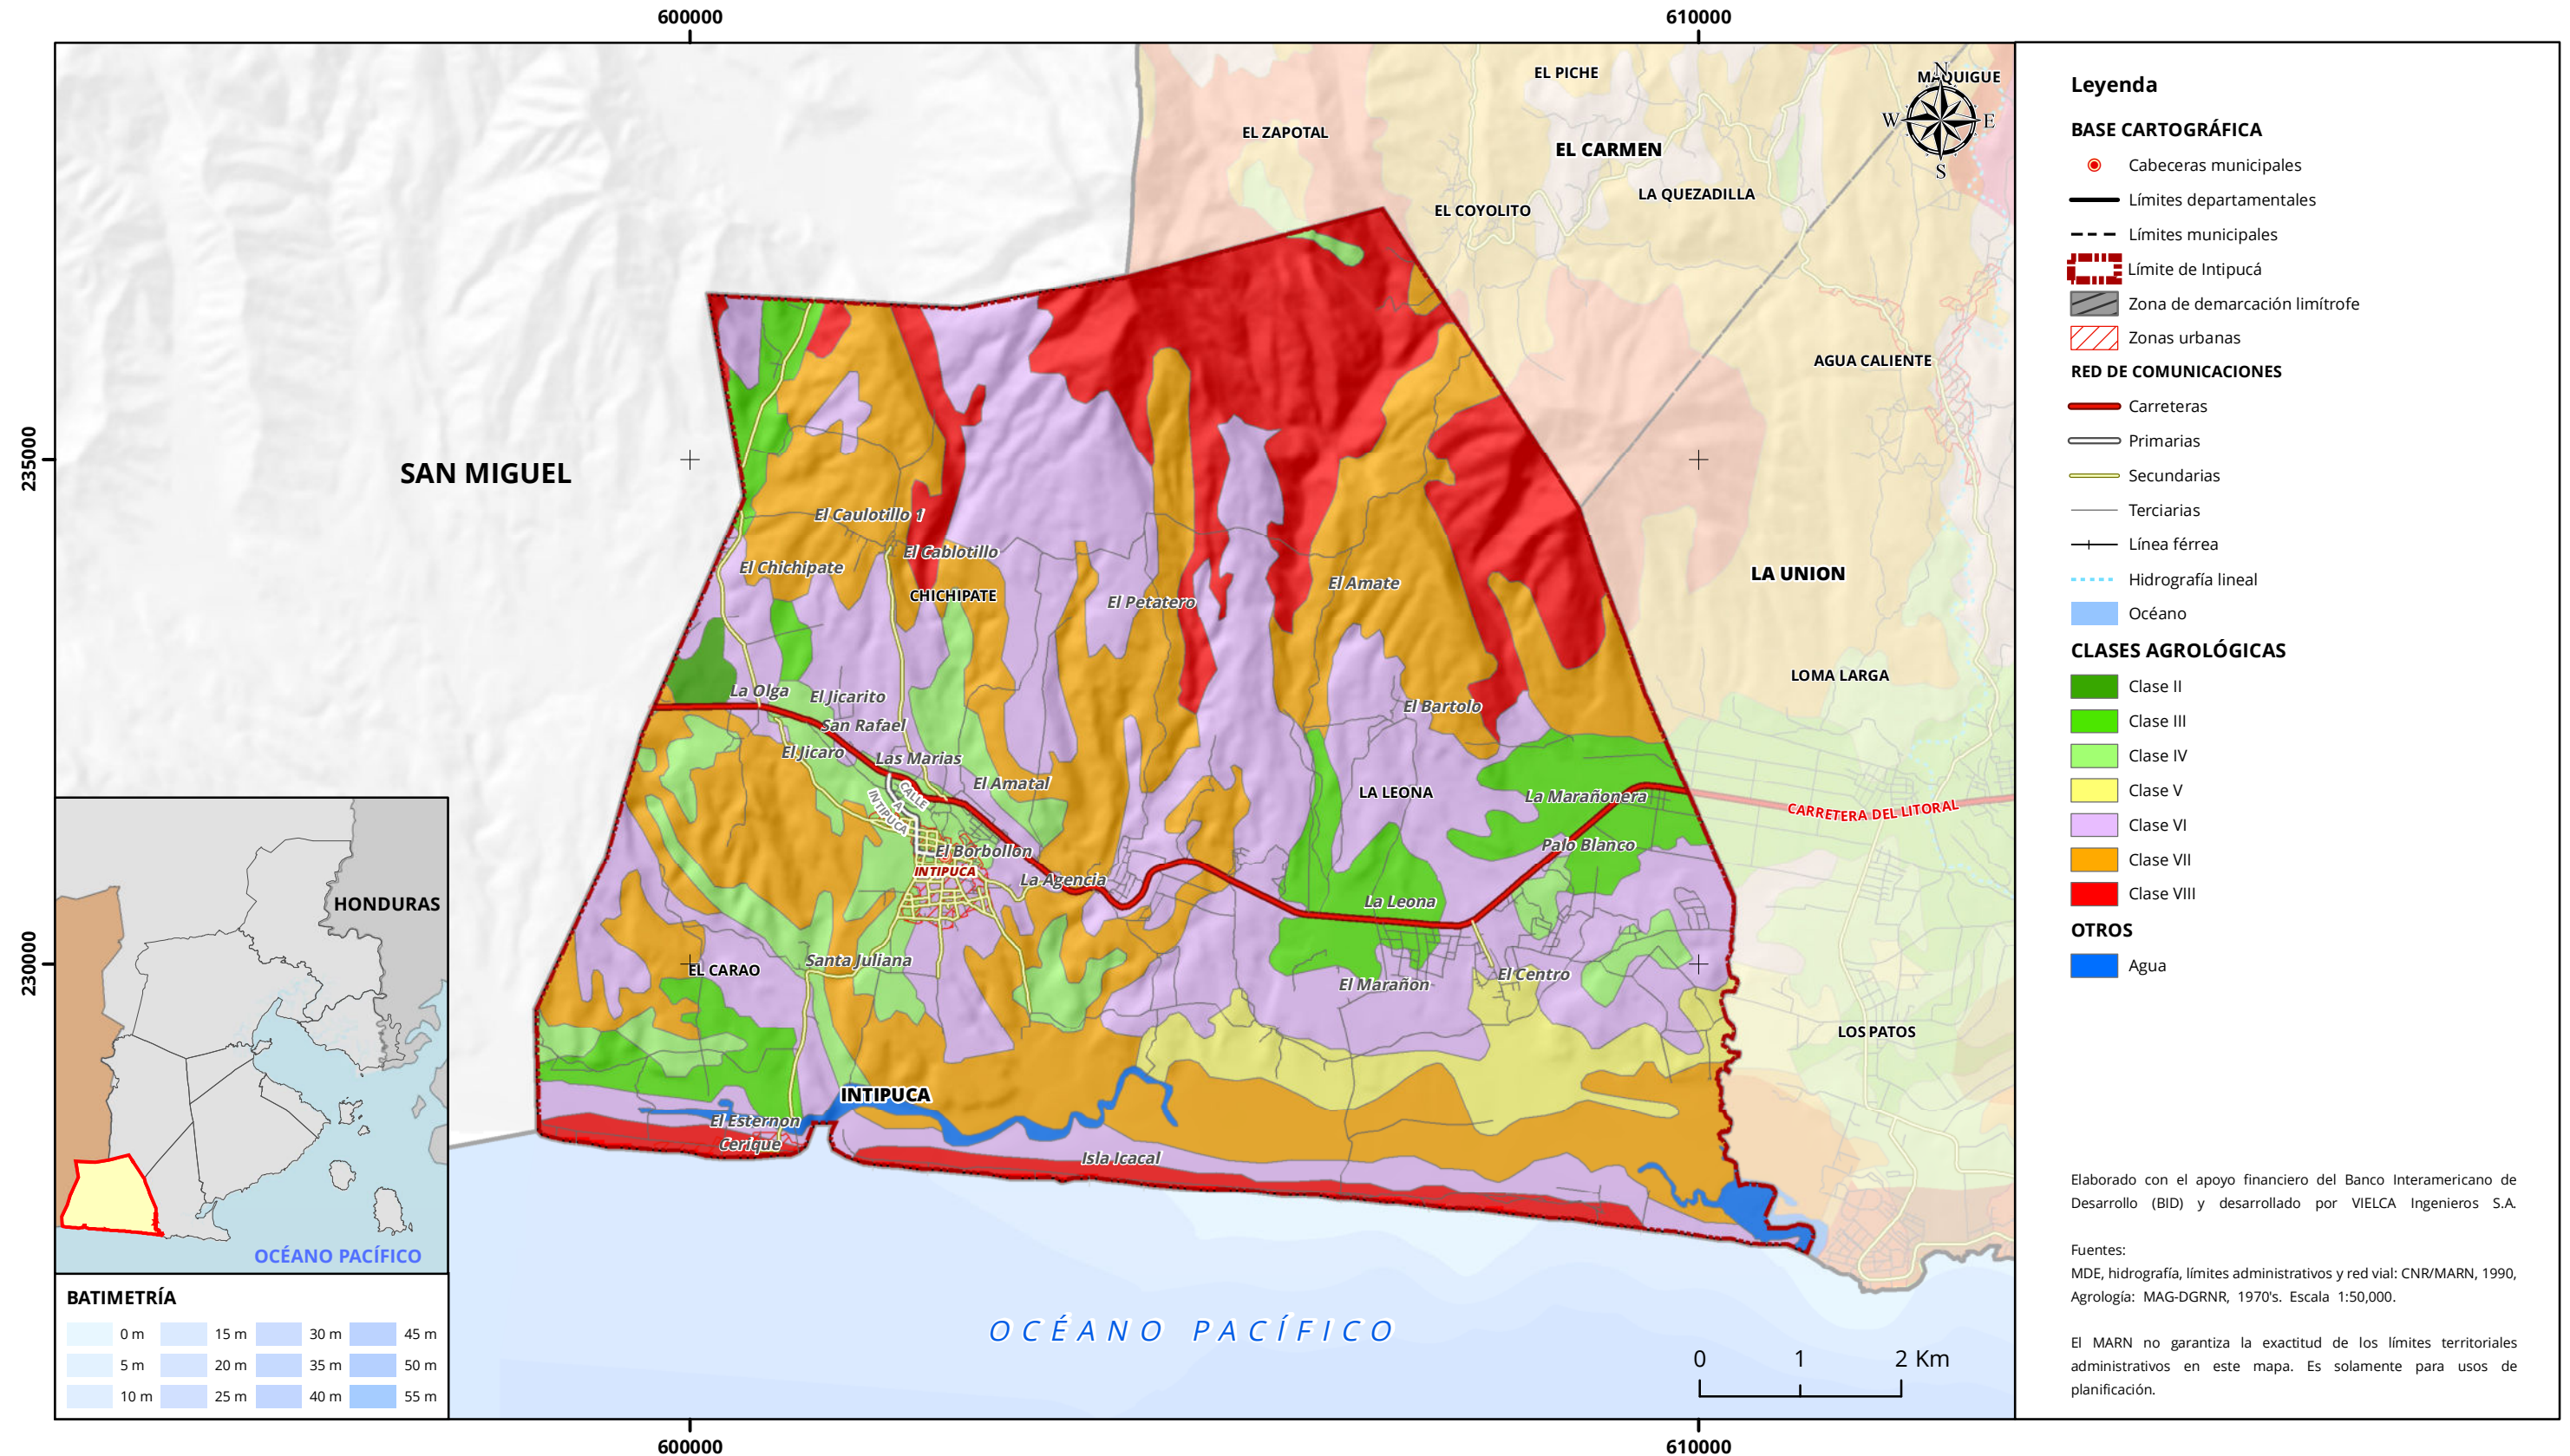 600000
610000
235000
230000
600000
610000
EL PICHE
MAQUIGUE
N
W
E
S
EL ZAPOTAL
EL CARMEN
LA QUEZADILLA
EL COYOLITO
AGUA CALIENTE
SAN MIGUEL
El Caulotillo 1
El Cablotillo
El Chichipate
CHICHIPATE
El Petatero
El Amate
LA UNION
LOMA LARGA
La Olga
El Jicarito
San Rafael
El Bartolo
El Jicaro
Las Marias
El Amatal
LA LEONA
La Marañonera
CALLE
A
INTIPUCA
CARRETERA DEL LITORAL
El Borbollon
Palo Blanco
INTIPUCA
La Agencia
La Leona
Santa Juliana
EL CARAO
El Centro
El Marañon
LOS PATOS
INTIPUCA
El Esternon
Cerique
Isla Icacal
OCÉANO PACÍFICO
0 1 2 Km
HONDURAS
OCÉANO PACÍFICO
BATIMETRÍA
0 m 15 m 30 m 45 m
5 m 20 m 35 m 50 m
10 m 25 m 40 m 55 m
Leyenda
BASE CARTOGRÁFICA
Cabeceras municipales
Límites departamentales
Límites municipales
Límite de Intipucá
Zona de demarcación limítrofe
Zonas urbanas
RED DE COMUNICACIONES
Carreteras
Primarias
Secundarias
Terciarias
Línea férrea
Hidrografía lineal
Océano
CLASES AGROLÓGICAS
Clase II
Clase III
Clase IV
Clase V
Clase VI
Clase VII
Clase VIII
OTROS
Agua
Elaborado con el apoyo financiero del Banco Interamericano de
Desarrollo (BID) y desarrollado por VIELCA Ingenieros S.A.
Fuentes:
MDE, hidrografía, límites administrativos y red vial: CNR/MARN, 1990,
Agrología: MAG-DGRNR, 1970's. Escala 1:50,000.
El MARN no garantiza la exactitud de los límites territoriales
administrativos en este mapa. Es solamente para usos de
planificación.